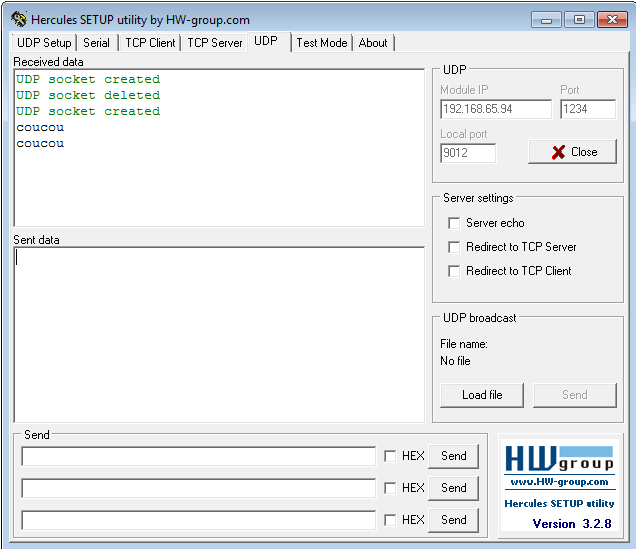 Hercules SETUP utility by HW-group.com
UDP Setup Serial TCP Client TCP Server UDP Test Mode About
Received data
UDP socket created
UDP socket deleted
UDP socket created
coucou
coucou
Sent data
UDP
Module IP Port
192.168.65.94 1234
Local port
9012 Close
Server settings
Server echo
Redirect to TCP Server
Redirect to TCP Client
UDP broadcast
File name:
No file
Load file Send
Send
HEX Send
HEX Send
HEX Send
HW group
www.HW-group.com
Hercules SETUP utility
Version 3.2.8